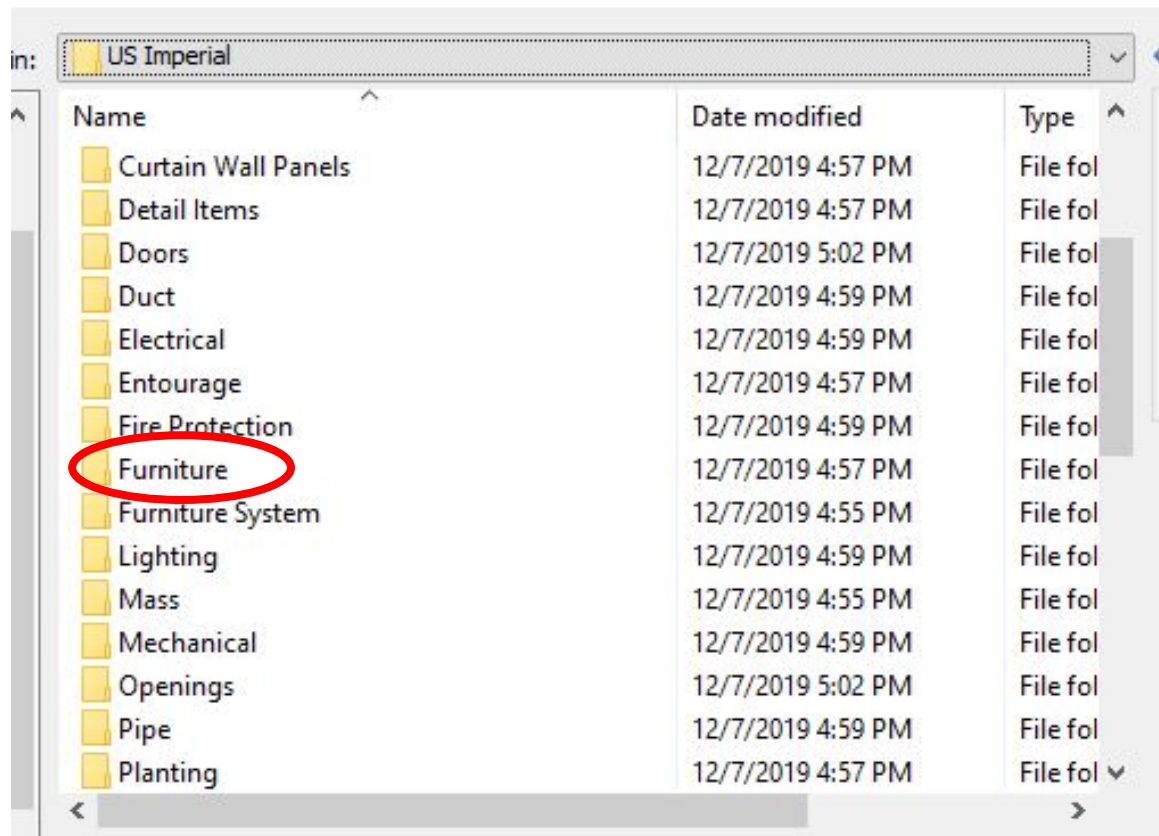 in: US Imperial
Name Date modified Type
Curtain Wall Panels 12/7/2019 4:57 PM File fol
Detail Items 12/7/2019 4:57 PM File fol
Doors 12/7/2019 5:02 PM File fol
Duct 12/7/2019 4:59 PM File fol
Electrical 12/7/2019 4:59 PM File fol
Entourage 12/7/2019 4:57 PM File fol
Fire Protection 12/7/2019 4:59 PM File fol
Furniture 12/7/2019 4:57 PM File fol
Furniture System 12/7/2019 4:55 PM File fol
Lighting 12/7/2019 4:59 PM File fol
Mass 12/7/2019 4:55 PM File fol
Mechanical 12/7/2019 4:59 PM File fol
Openings 12/7/2019 5:02 PM File fol
Pipe 12/7/2019 4:59 PM File fol
Planting 12/7/2019 4:57 PM File fol